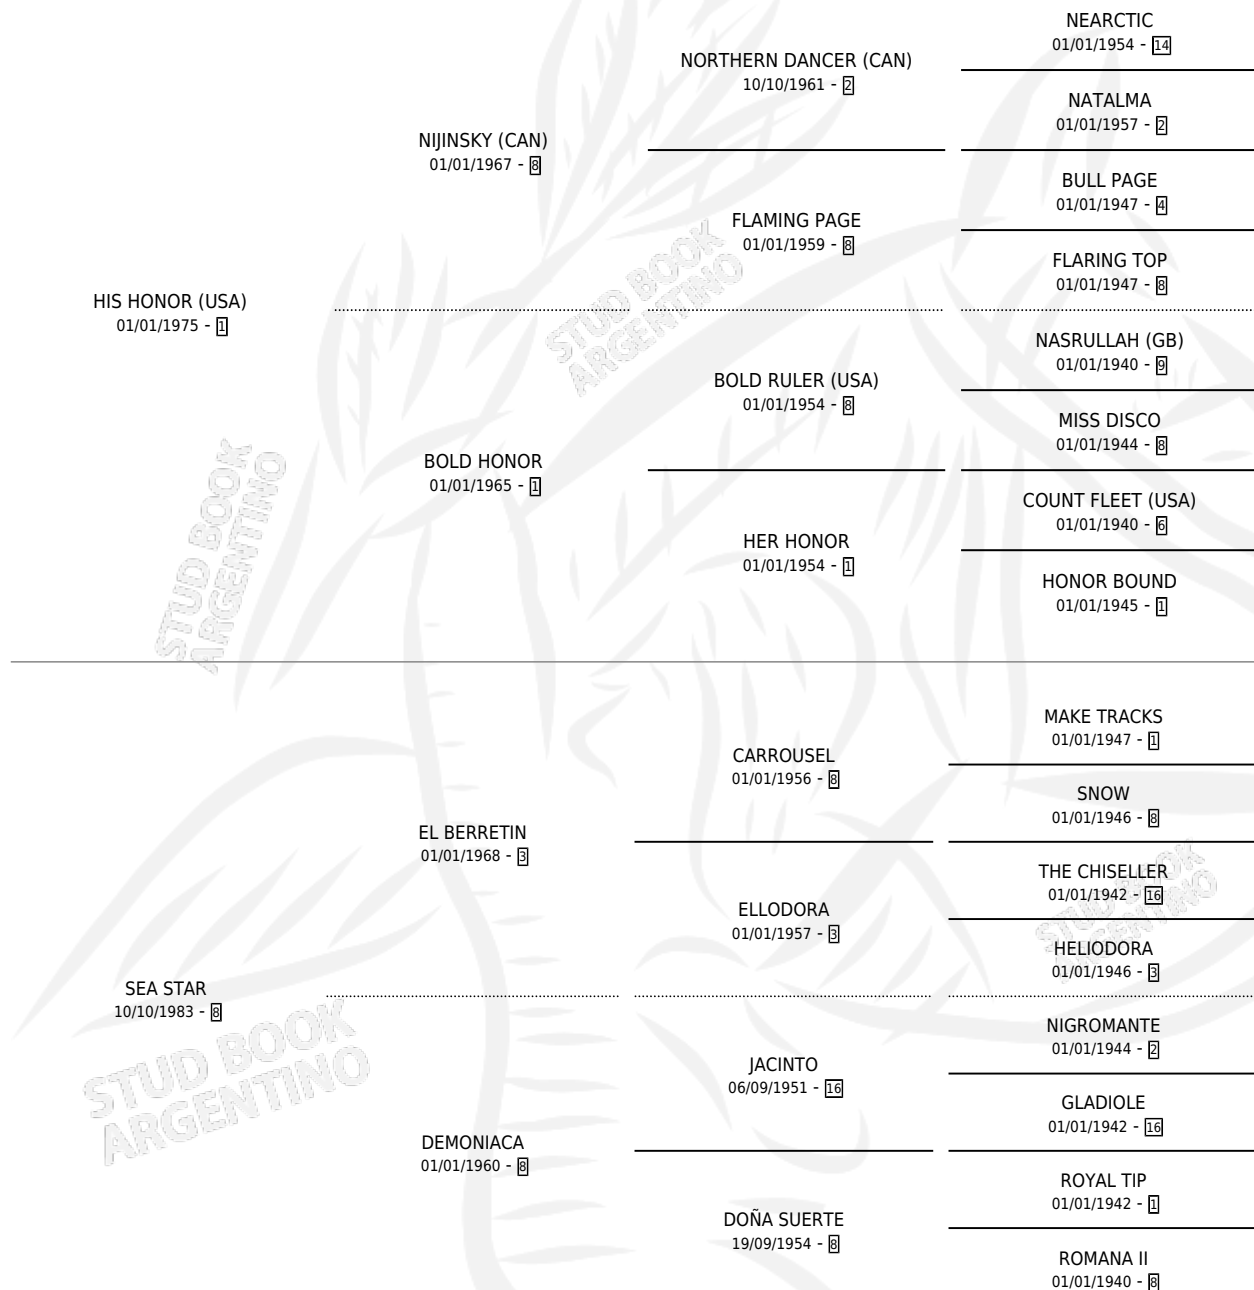 NEARCTIC
01/01/1954 - 14
NORTHERN DANCER (CAN)
10/10/1961 - 2
NATALMA
01/01/1957 - 2
NIJINSKY (CAN)
01/01/1967 - 8
BULL PAGE
01/01/1947 - 4
FLAMING PAGE
01/01/1959 - 8
FLARING TOP
01/01/1947 - 8
HIS HONOR (USA)
01/01/1975 - 1
STUD BOOK
ARGENTINO
NASRULLAH (GB)
01/01/1940 - 9
BOLD RULER (USA)
01/01/1954 - 8
MISS DISCO
01/01/1944 - 8
BOLD HONOR
01/01/1965 - 1
COUNT FLEET (USA)
01/01/1940 - 6
HER HONOR
01/01/1954 - 1
HONOR BOUND
01/01/1945 - 1
STUD BOOK
ARGENTINO
MAKE TRACKS
01/01/1947 - 1
CARROUSEL
01/01/1956 - 8
SNOW
01/01/1946 - 8
EL BERRETIN
01/01/1968 - 3
THE CHISELLER
01/01/1942 - 16
ELLODORA
01/01/1957 - 3
HELIODORA
01/01/1946 - 3
STUD BOOK
ARGENTINO
SEA STAR
10/10/1983 - 8
NIGROMANTE
01/01/1944 - 2
JACINTO
06/09/1951 - 16
GLADIOLE
01/01/1942 - 16
STUD BOOK
ARGENTINO
DEMONIACA
01/01/1960 - 8
ROYAL TIP
01/01/1942 - 1
DOÑA SUERTE
19/09/1954 - 8
ROMANA II
01/01/1940 - 8